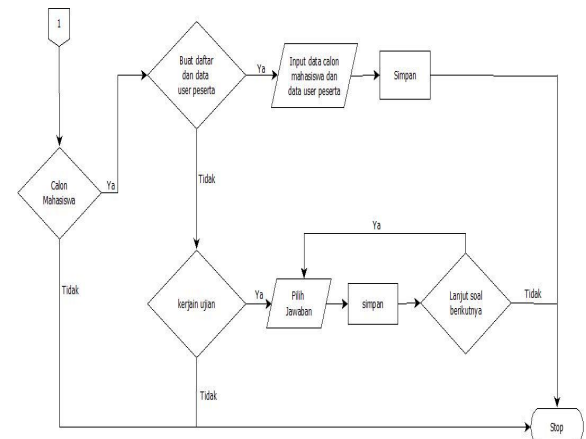 1
Buat daftar
dan data
user peserta
Ya
Input data calon
mahasiswa dan
data user peserta
Simpan
Calon
Mahasiswa
Ya
Tidak
Tidak
Ya
kerjain ujian
Ya
Pilih
Jawaban
simpan
Lanjut soal
berikutnya
Tidak
Tidak
Stop